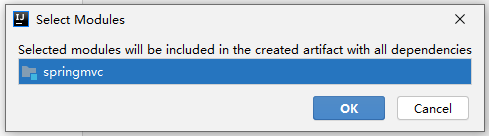 Select Modules
Selected modules will be included in the created artifact with all dependencies
springmvc
OK
Cancel